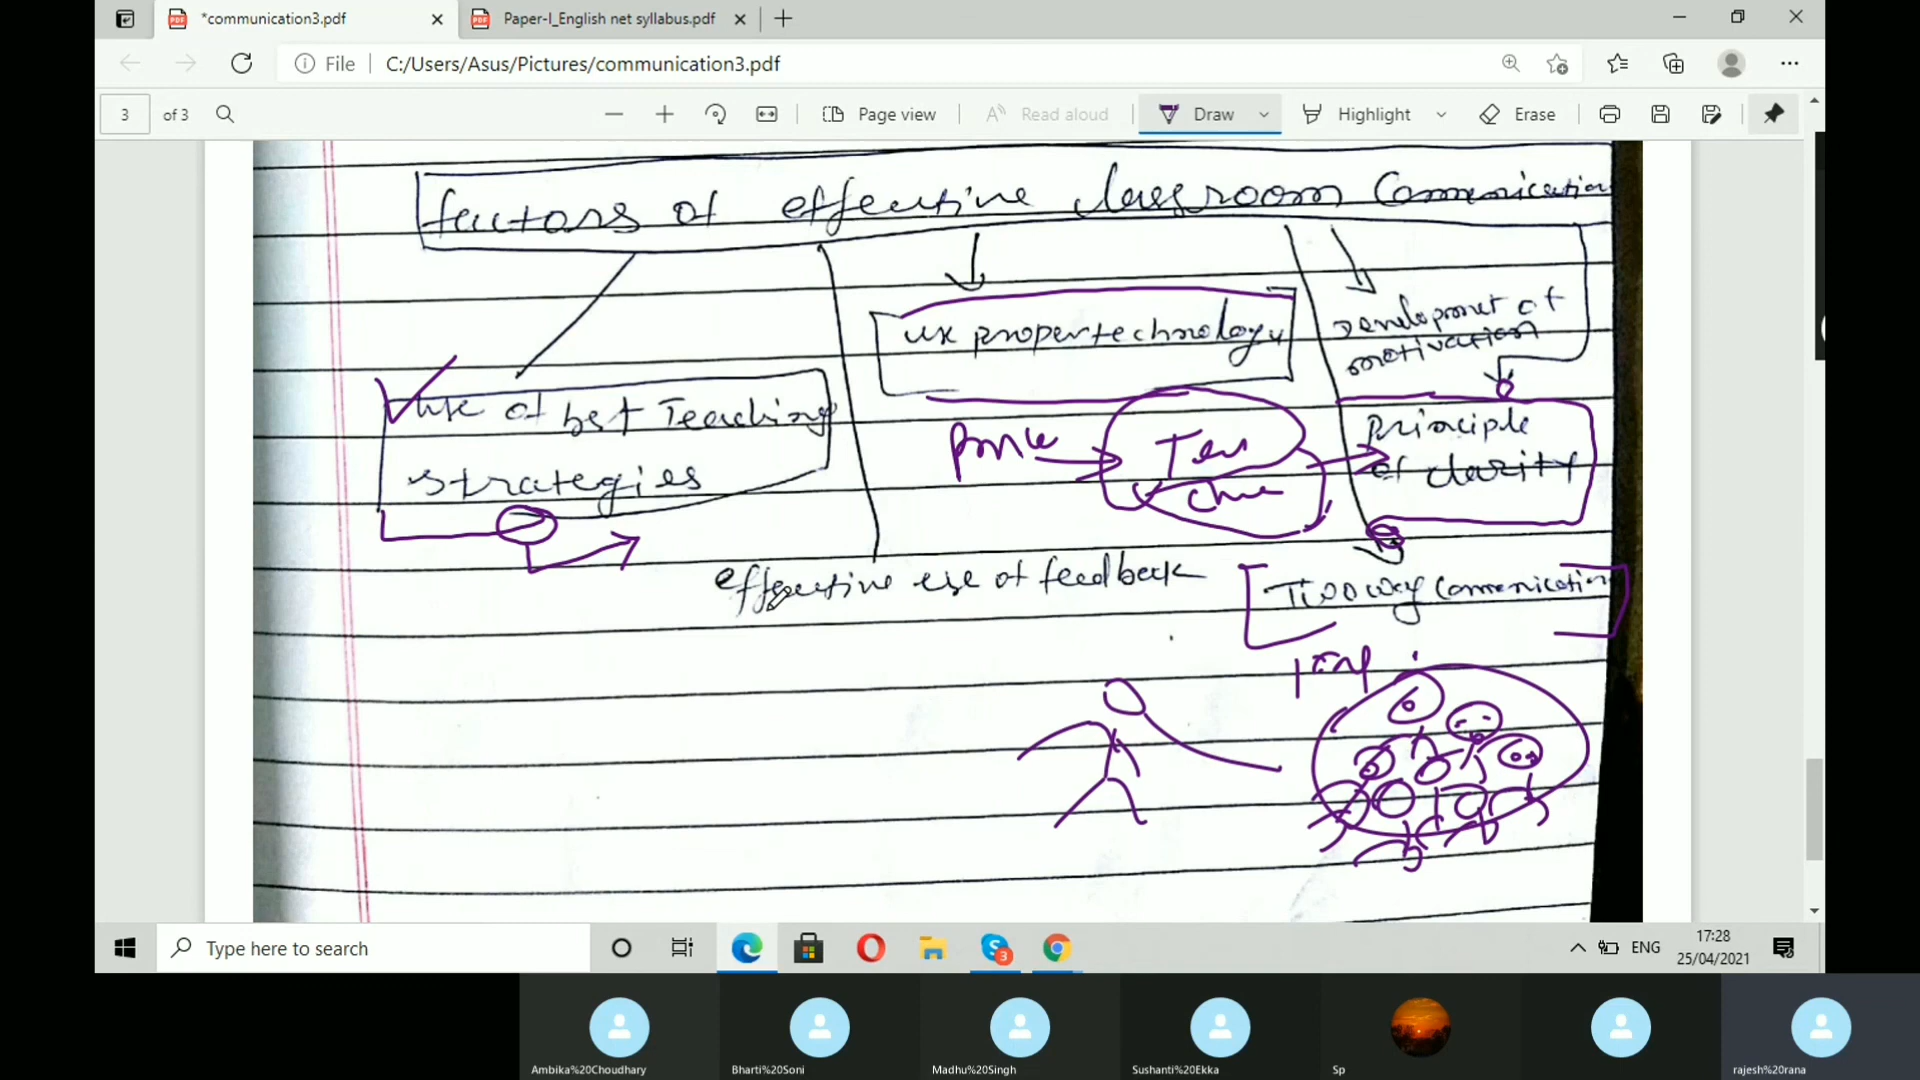 *communication3.pdf
Paper-I_English net syllabus.pdf
File
C:/Users/Asus/Pictures/communication3.pdf
3
of 3
Page view
Read aloud
Draw
Highlight
Erase
factors of effective classroom Communication
use proper technology
Development of
motivation
use of best Teaching
strategies
principle
of clarity
effective use of feedback
Two way Communication
Type here to search
3
ENG
17:28
25/04/2021
Ambika%20Choudhary
Bharti%20Soni
Madhu%20Singh
Sushanti%20Ekka
Sp
rajesh%20rana